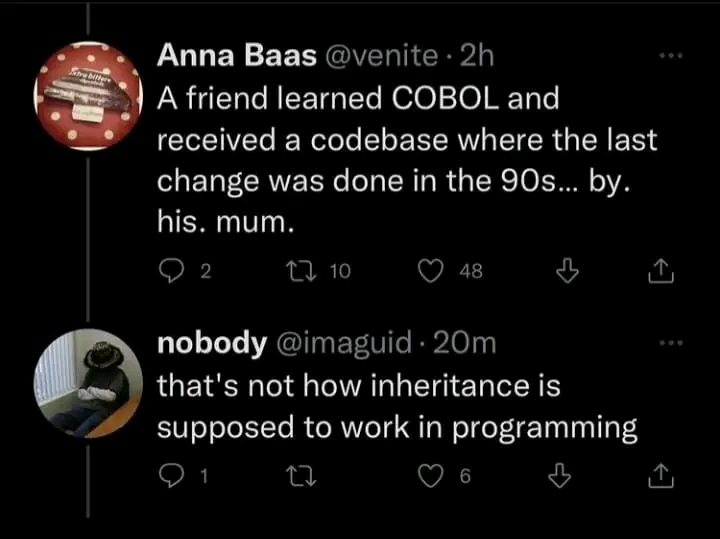 Anna Baas @venite · 2h
A friend learned COBOL and
received a codebase where the last
change was done in the 90s... by.
his. mum.
2 10 48
nobody @imaguid · 20m
that's not how inheritance is
supposed to work in programming
1 6